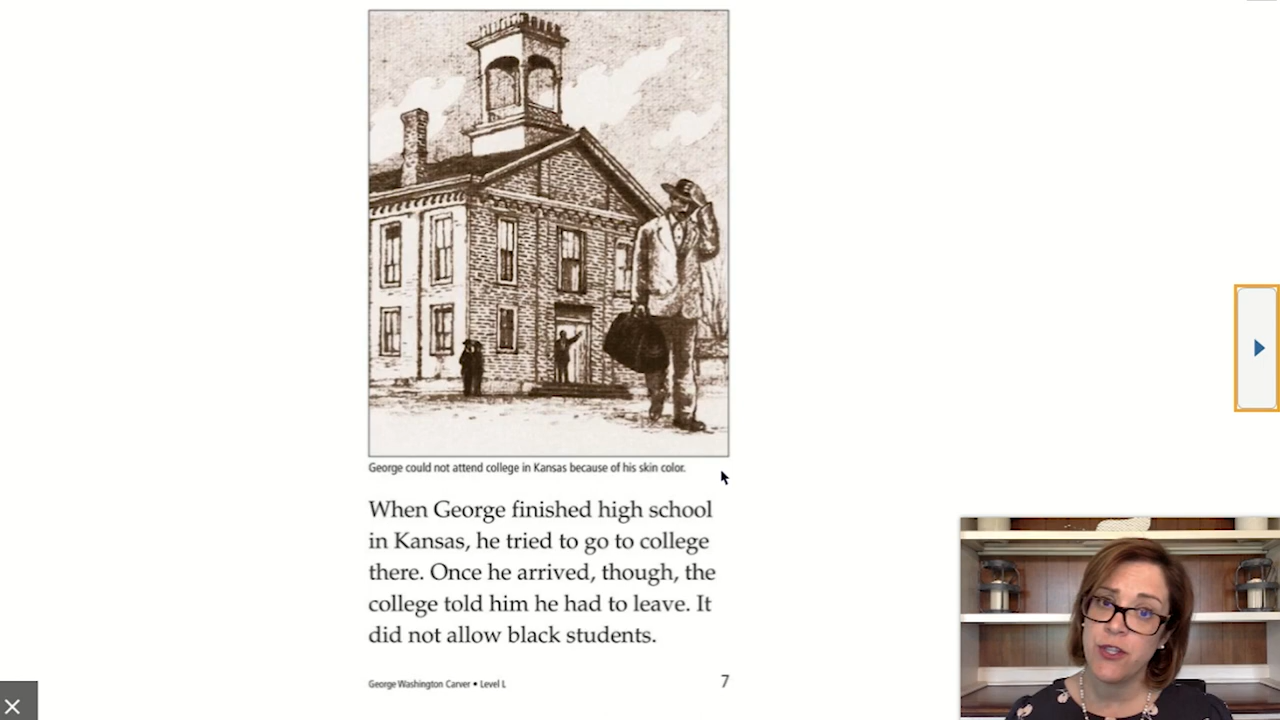 George could not attend college in Kansas because of his skin color.
When George finished high school
in Kansas, he tried to go to college
there. Once he arrived, though, the
college told him he had to leave. It
did not allow black students.
George Washington Carver • Level L
7